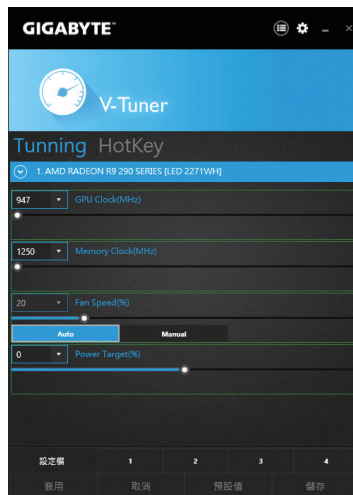 GIGABYTE™
V-Tuner
Tunning HotKey
1. AMD RADEON R9 290 SERIES [LED 2271WH]
947 GPU Clock(MHz)
1250 Memory Clock(MHz)
20 Fan Speed(%)
Auto Manual
0 Power Target(%)
設定檔 1 2 3 4
套用 取消 預設值 儲存